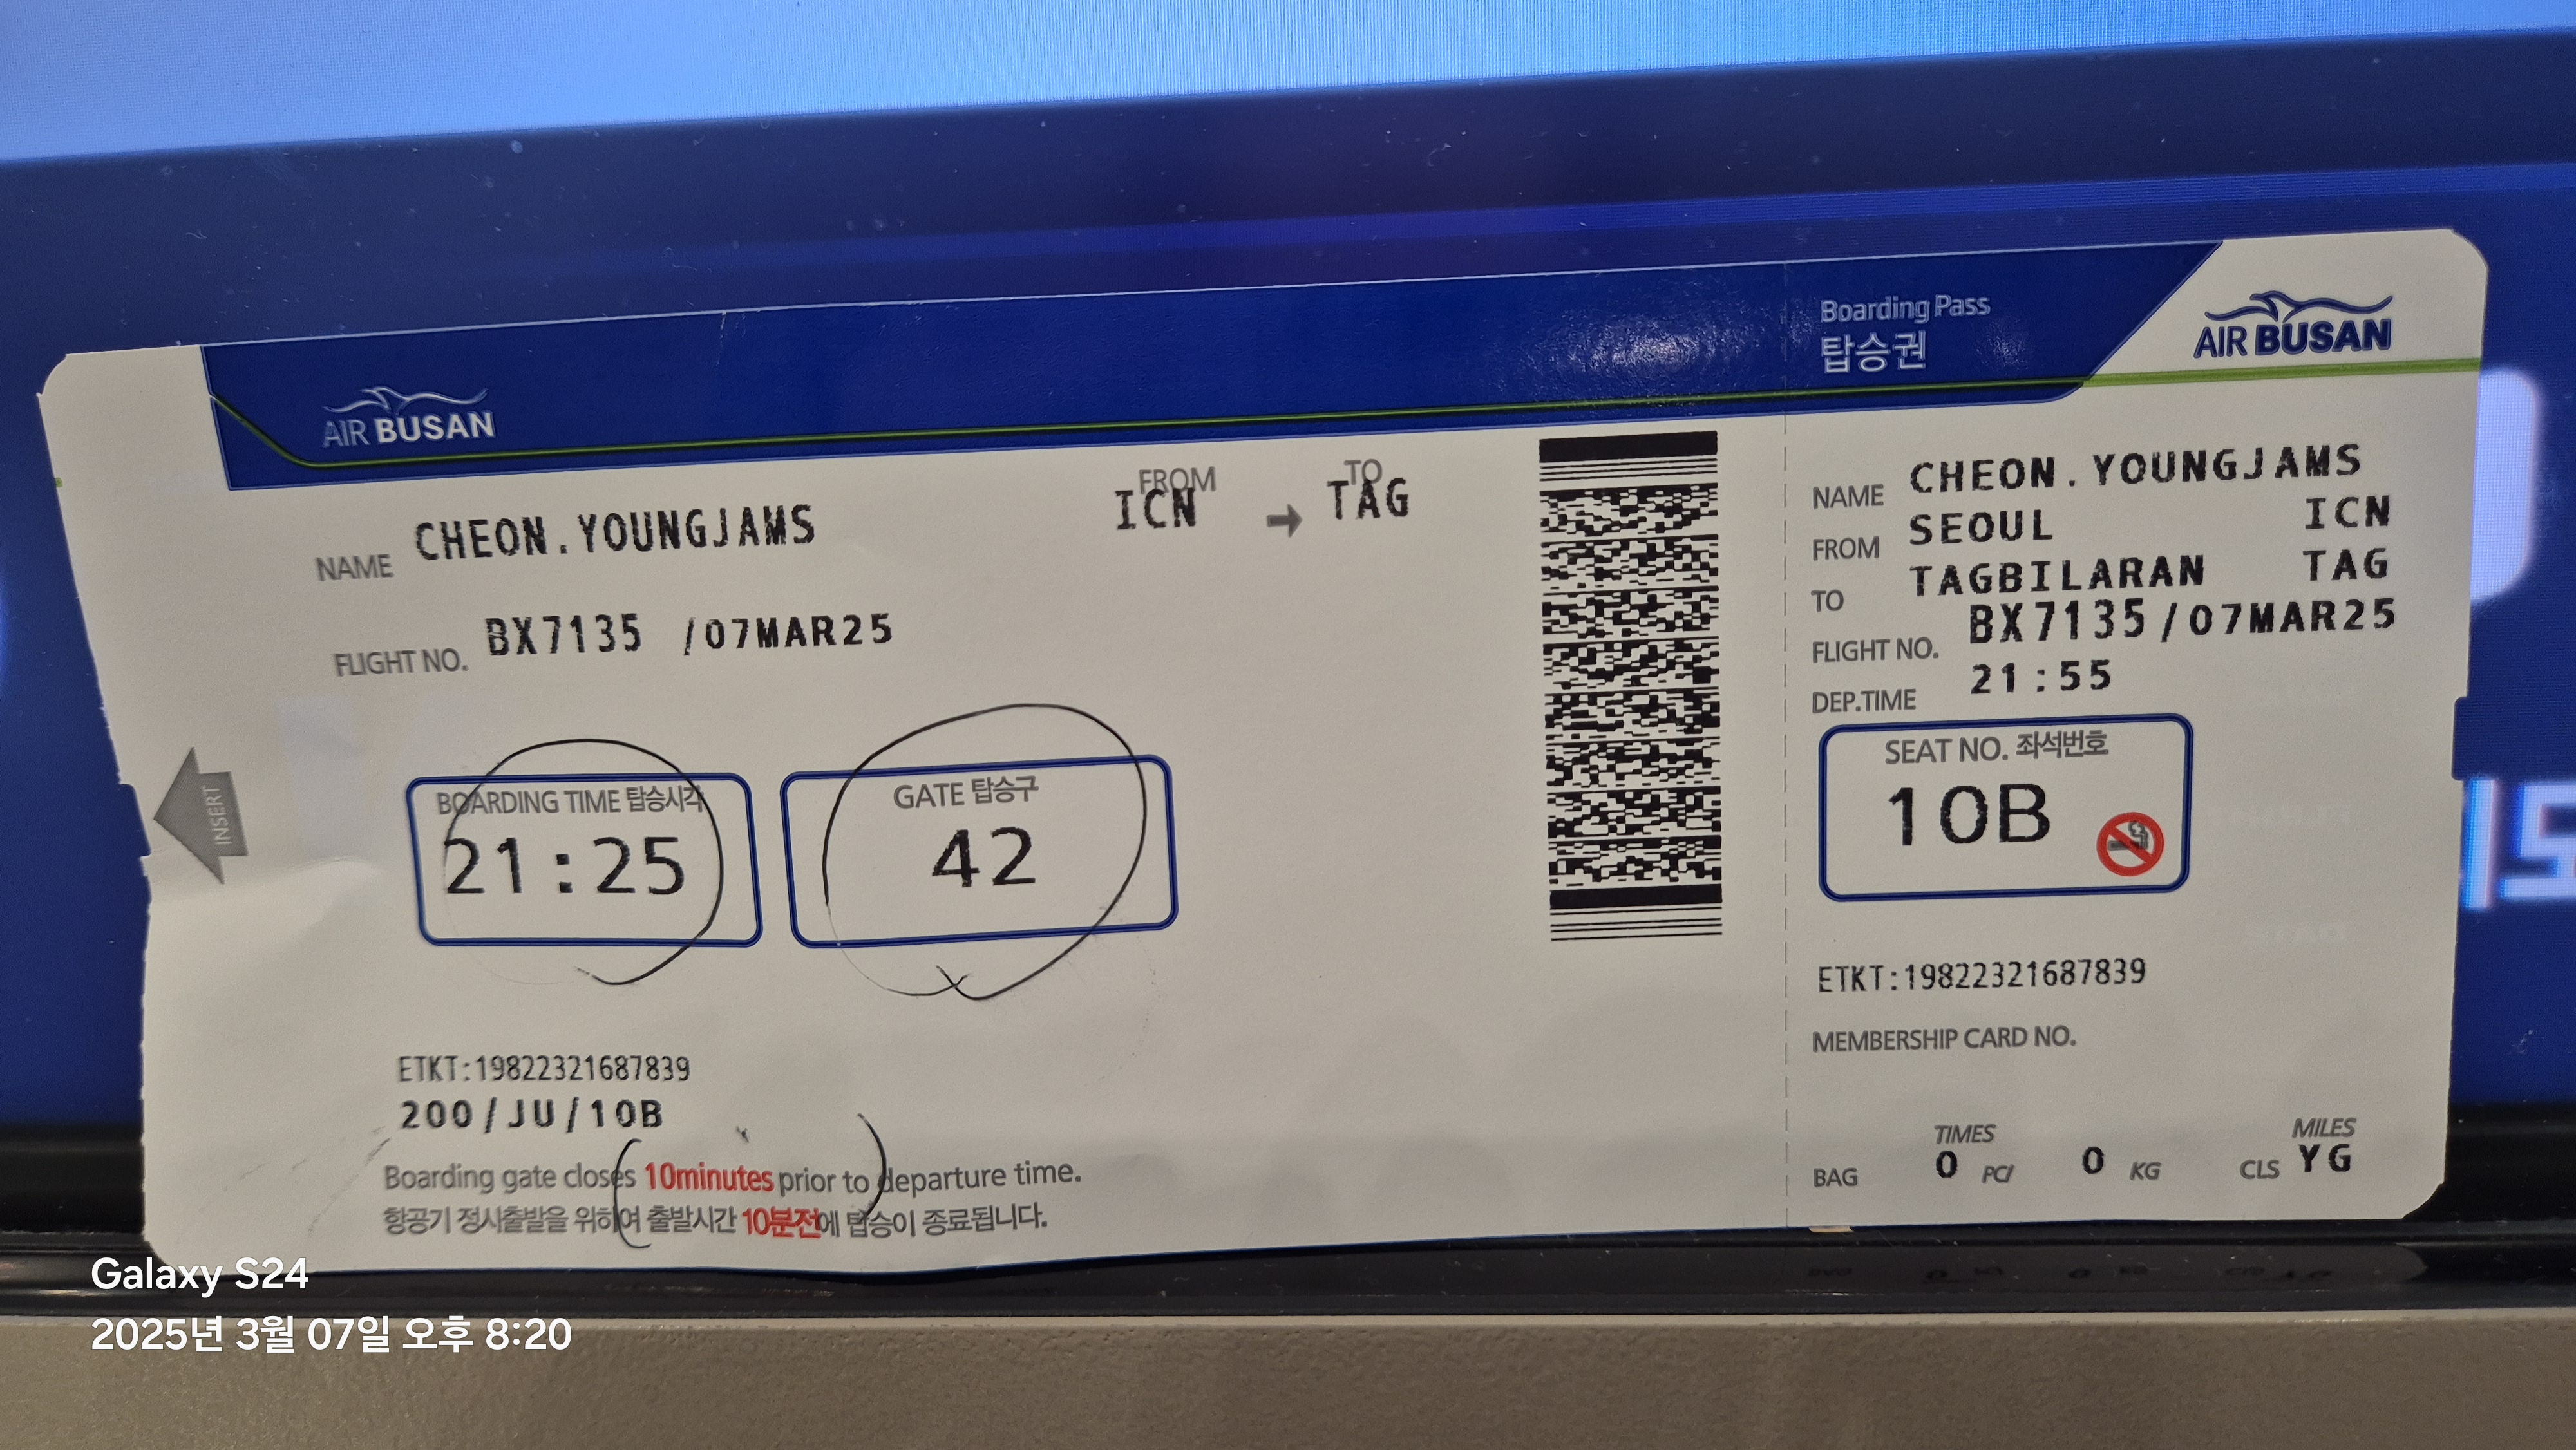 Boarding Pass
탑승권
AIR BUSAN
AIR BUSAN
FROM TO
ICN → TAG
NAME CHEON.YOUNGJAMS
FLIGHT NO. BX7135 /07MAR25
BOARDING TIME 탑승시각
21:25
GATE 탑승구
42
INSERT
ETKT:19822321687839
200/JU/10B
Boarding gate closes 10minutes prior to departure time.
항공기 정시출발을 위하여 출발시간 10분전에 탑승이 종료됩니다.
NAME CHEON.YOUNGJAMS
FROM SEOUL ICN
TO TAGBILARAN TAG
FLIGHT NO. BX7135/07MAR25
DEP.TIME 21:55
SEAT NO. 좌석번호
10B
ETKT:19822321687839
MEMBERSHIP CARD NO.
TIMES MILES
BAG 0 PC/ 0 KG CLS YG
Galaxy S24
2025년 3월 07일 오후 8:20